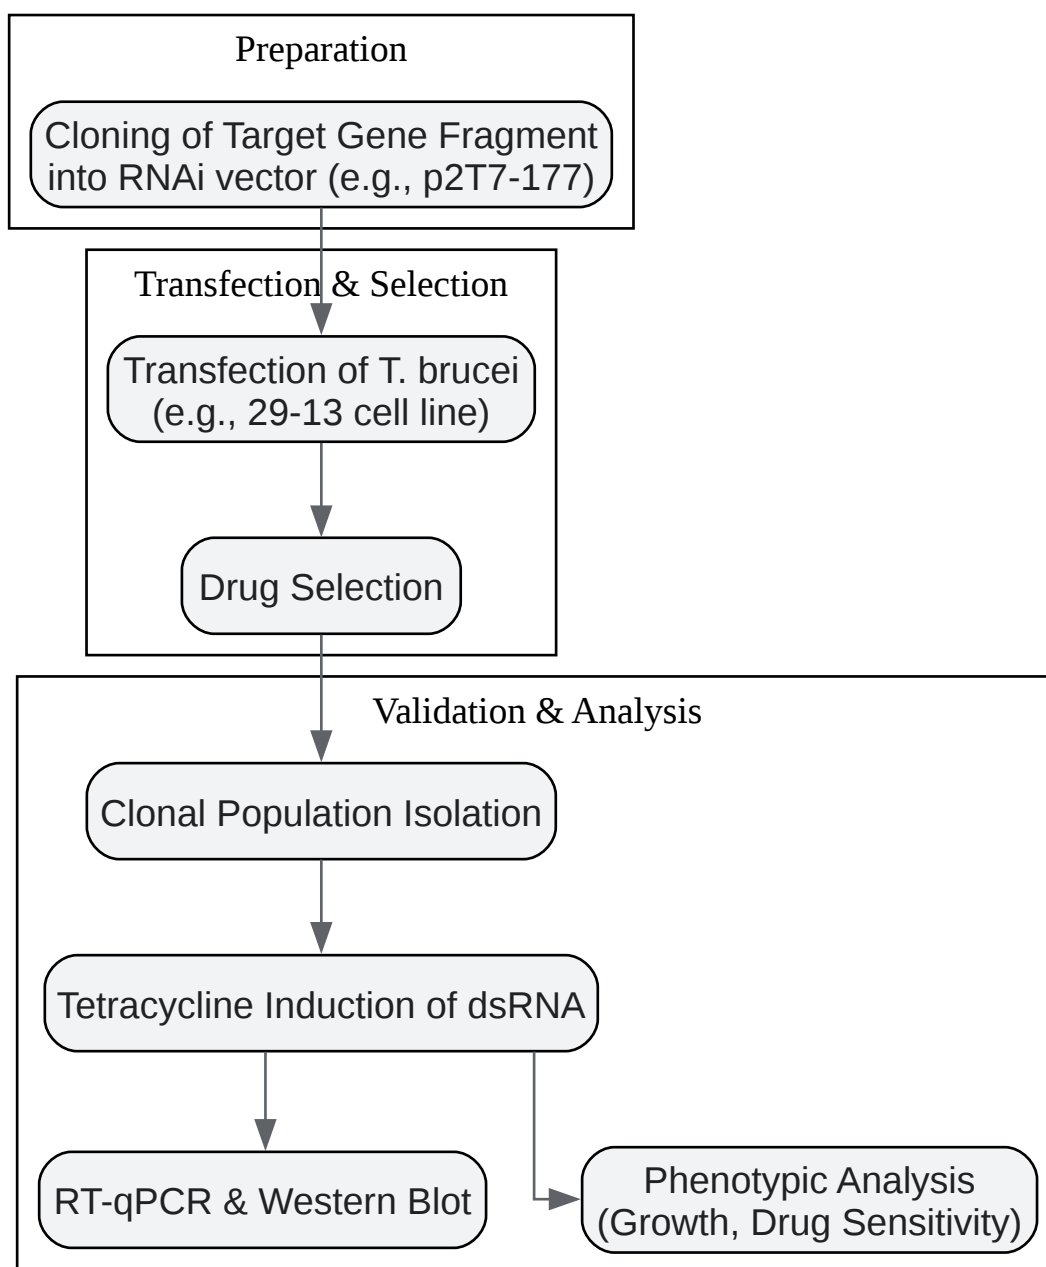 Preparation
Cloning of Target Gene Fragment
into RNAi vector (e.g., p2T7-177)
Transfection & Selection
Transfection of T. brucei
(e.g., 29-13 cell line)
Drug Selection
Validation & Analysis
Clonal Population Isolation
Tetracycline Induction of dsRNA
RT-qPCR & Western Blot
Phenotypic Analysis
(Growth, Drug Sensitivity)